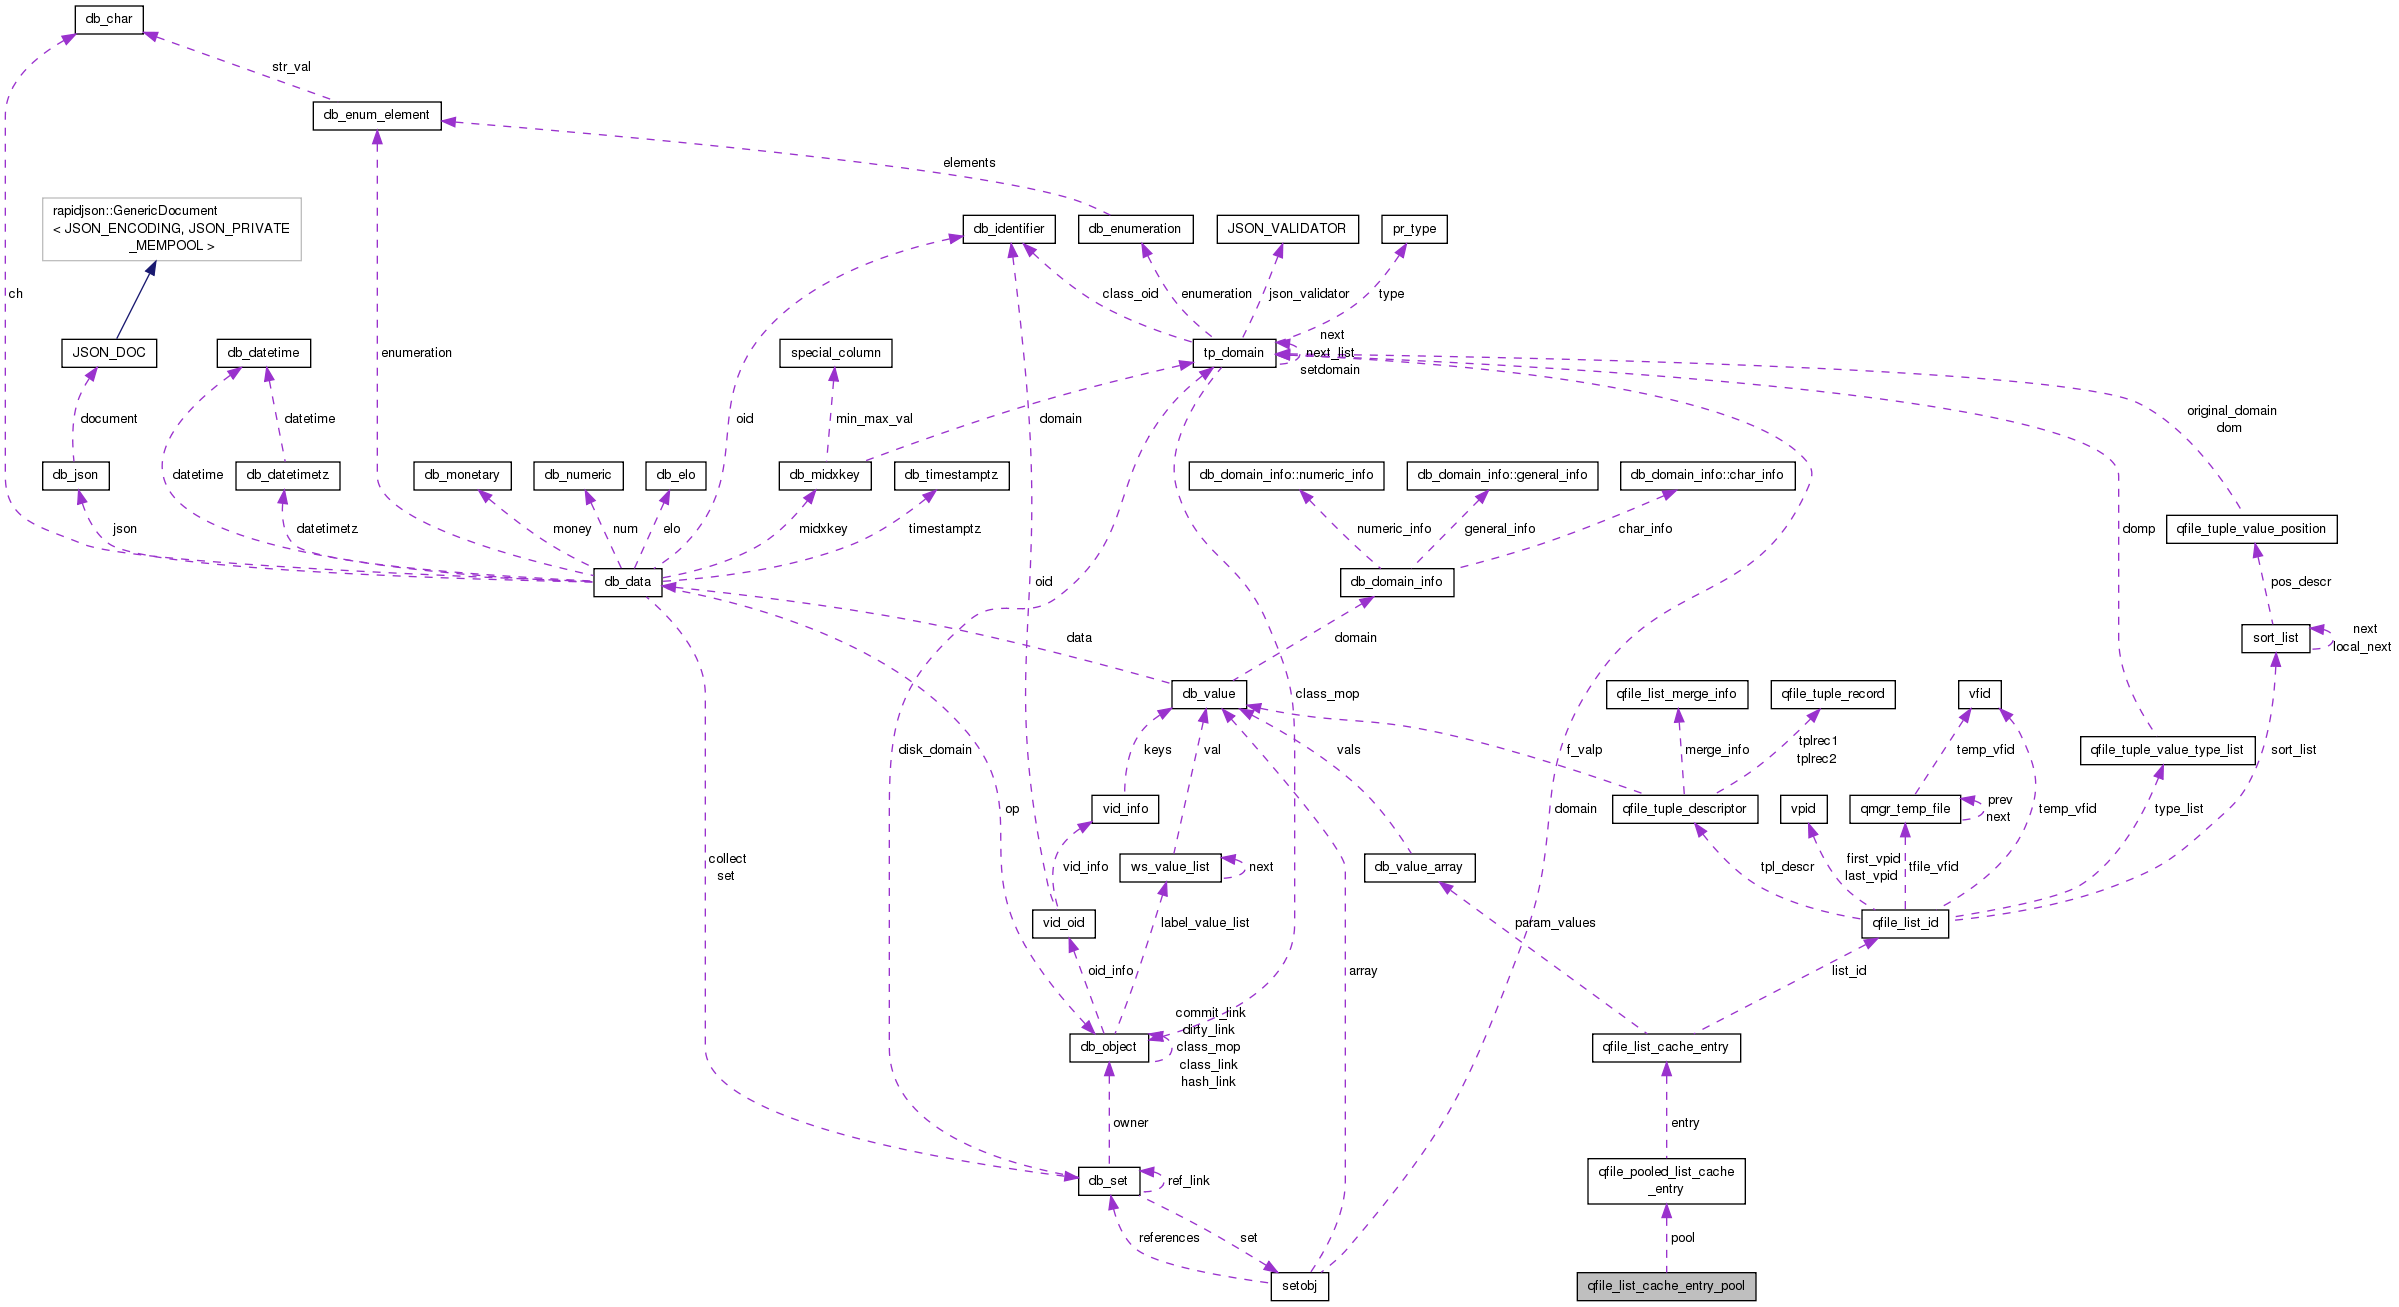 db_char
str_val
db_enum_element
elements
rapidjson::GenericDocument
< JSON_ENCODING, JSON_PRIVATE
_MEMPOOL >
db_identifier
db_enumeration
JSON_VALIDATOR
pr_type
ch
class_oid
enumeration
json_validator
type
JSON_DOC
db_datetime
enumeration
special_column
tp_domain
next
next_list
setdomain
document
datetime
oid
min_max_val
domain
original_domain
dom
db_json
datetime
db_datetimetz
db_monetary
db_numeric
db_elo
db_midxkey
db_timestamptz
db_domain_info::numeric_info
db_domain_info::general_info
db_domain_info::char_info
json
datetimetz
money
num
elo
midxkey
timestamptz
numeric_info
general_info
char_info
domp
qfile_tuple_value_position
db_data
oid
db_domain_info
pos_descr
data
domain
sort_list
next
local_next
db_value
class_mop
qfile_list_merge_info
qfile_tuple_record
vfid
disk_domain
keys
val
vals
f_valp
merge_info
tplrec1
tplrec2
temp_vfid
qfile_tuple_value_type_list
sort_list
op
vid_info
domain
qfile_tuple_descriptor
vpid
qmgr_temp_file
prev
next
temp_vfid
type_list
collect
set
vid_info
ws_value_list
next
db_value_array
tpl_descr
first_vpid
last_vpid
tfile_vfid
vid_oid
label_value_list
param_values
qfile_list_id
oid_info
array
list_id
db_object
commit_link
dirty_link
class_mop
class_link
hash_link
qfile_list_cache_entry
owner
entry
db_set
ref_link
qfile_pooled_list_cache
_entry
references
set
pool
setobj
qfile_list_cache_entry_pool